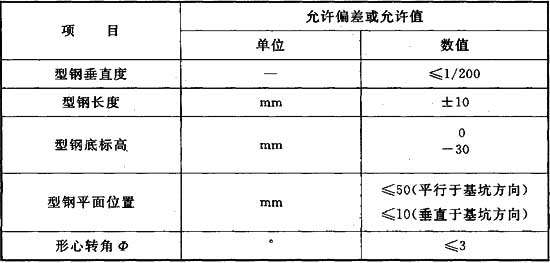 项 目 允许偏差或允许值
单位 数值
型钢垂直度 — ≤1/200
型钢长度 mm ±10
型钢底标高 mm 0
−30
型钢平面位置 mm ≤50(平行于基坑方向)
≤10(垂直于基坑方向)
形心转角Φ ° ≤3